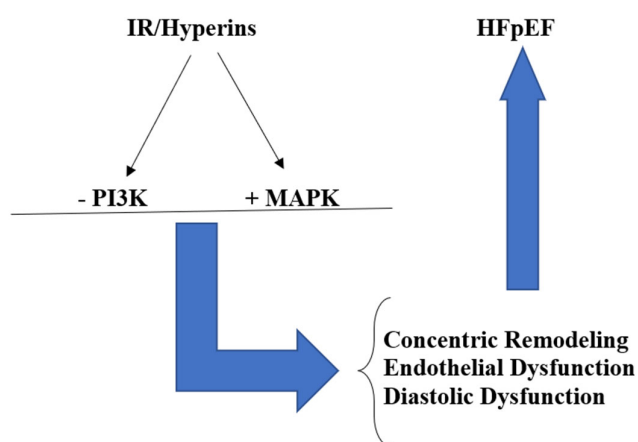 IR/Hyperins
HFpEF
- PI3K
+ MAPK
Concentric Remodeling
Endothelial Dysfunction
Diastolic Dysfunction